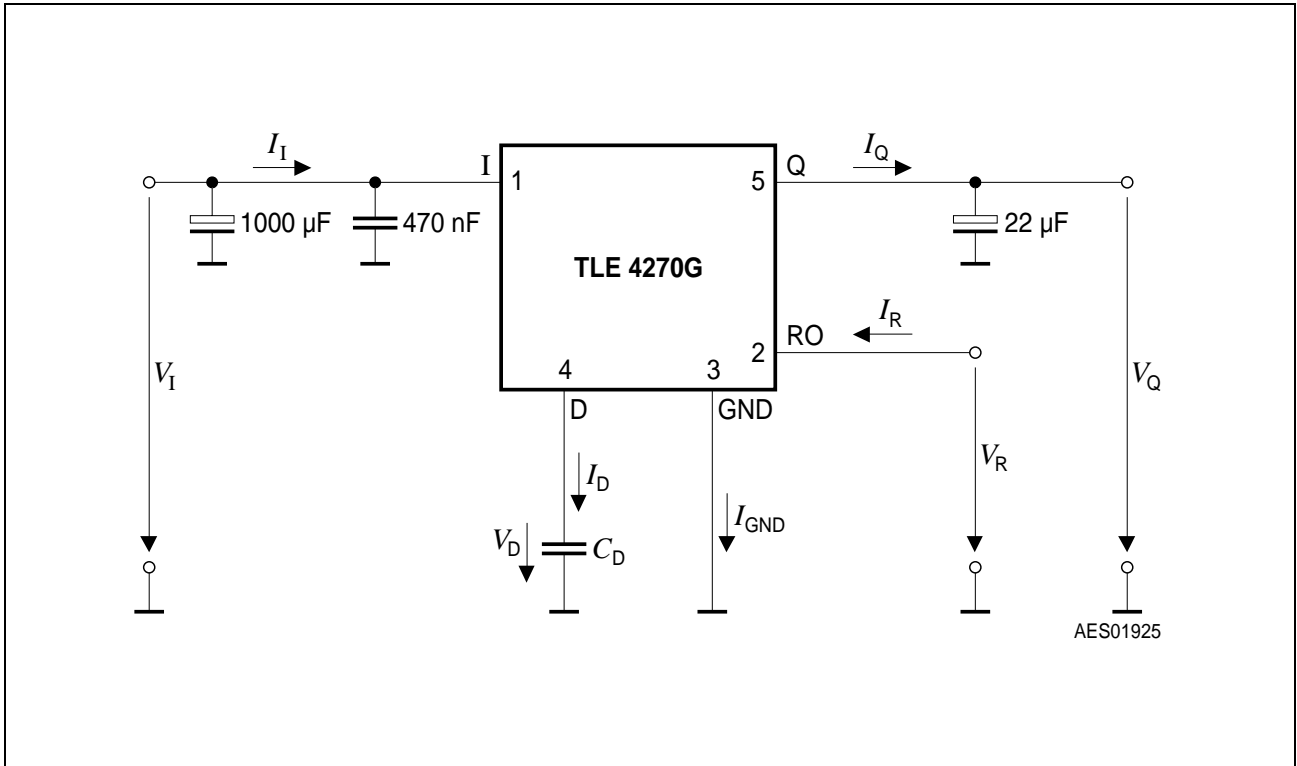 I_I
I
1
1000 µF
470 nF
TLE 4270G
5
Q
I_Q
22 µF
2
RO
I_R
4
3
D
GND
V_I
I_D
V_D
C_D
I_GND
V_R
V_Q
AES01925